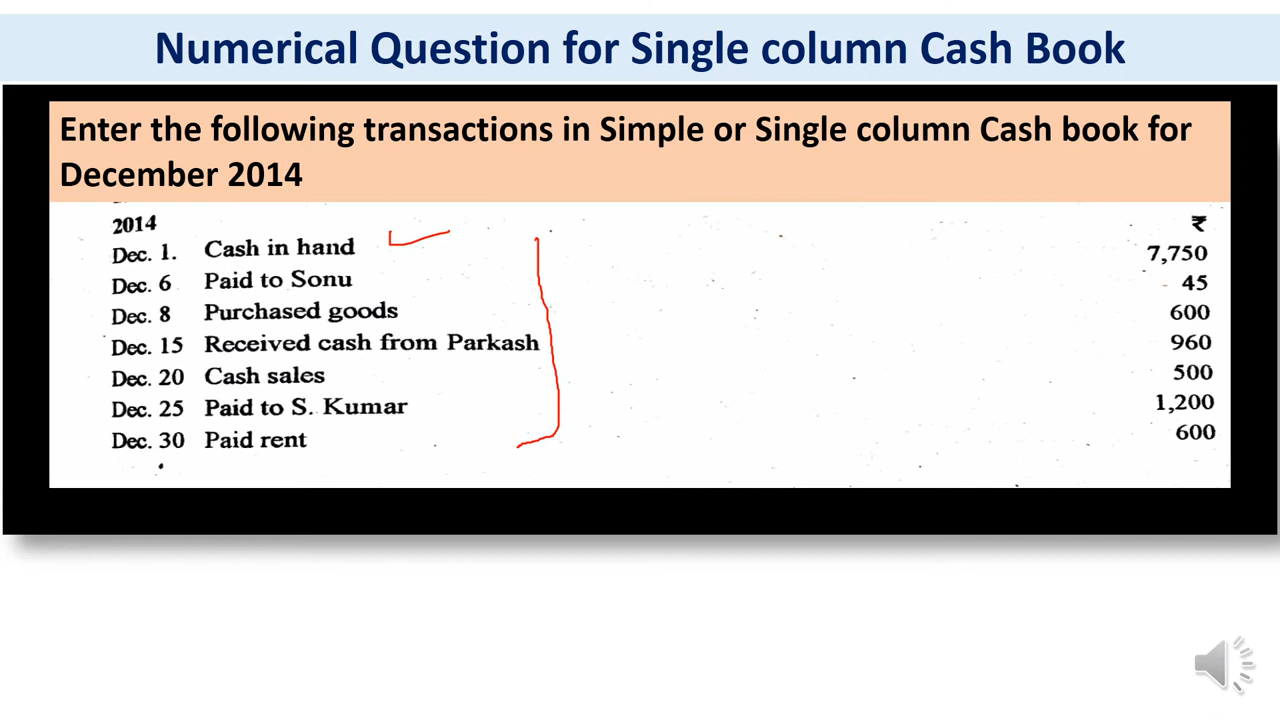 Numerical Question for Single column Cash Book
Enter the following transactions in Simple or Single column Cash book for
December 2014
2014 ₹
Dec. 1. Cash in hand 7,750
Dec. 6 Paid to Sonu 45
Dec. 8 Purchased goods 600
Dec. 15 Received cash from Parkash 960
Dec. 20 Cash sales 500
Dec. 25 Paid to S. Kumar 1,200
Dec. 30 Paid rent 600